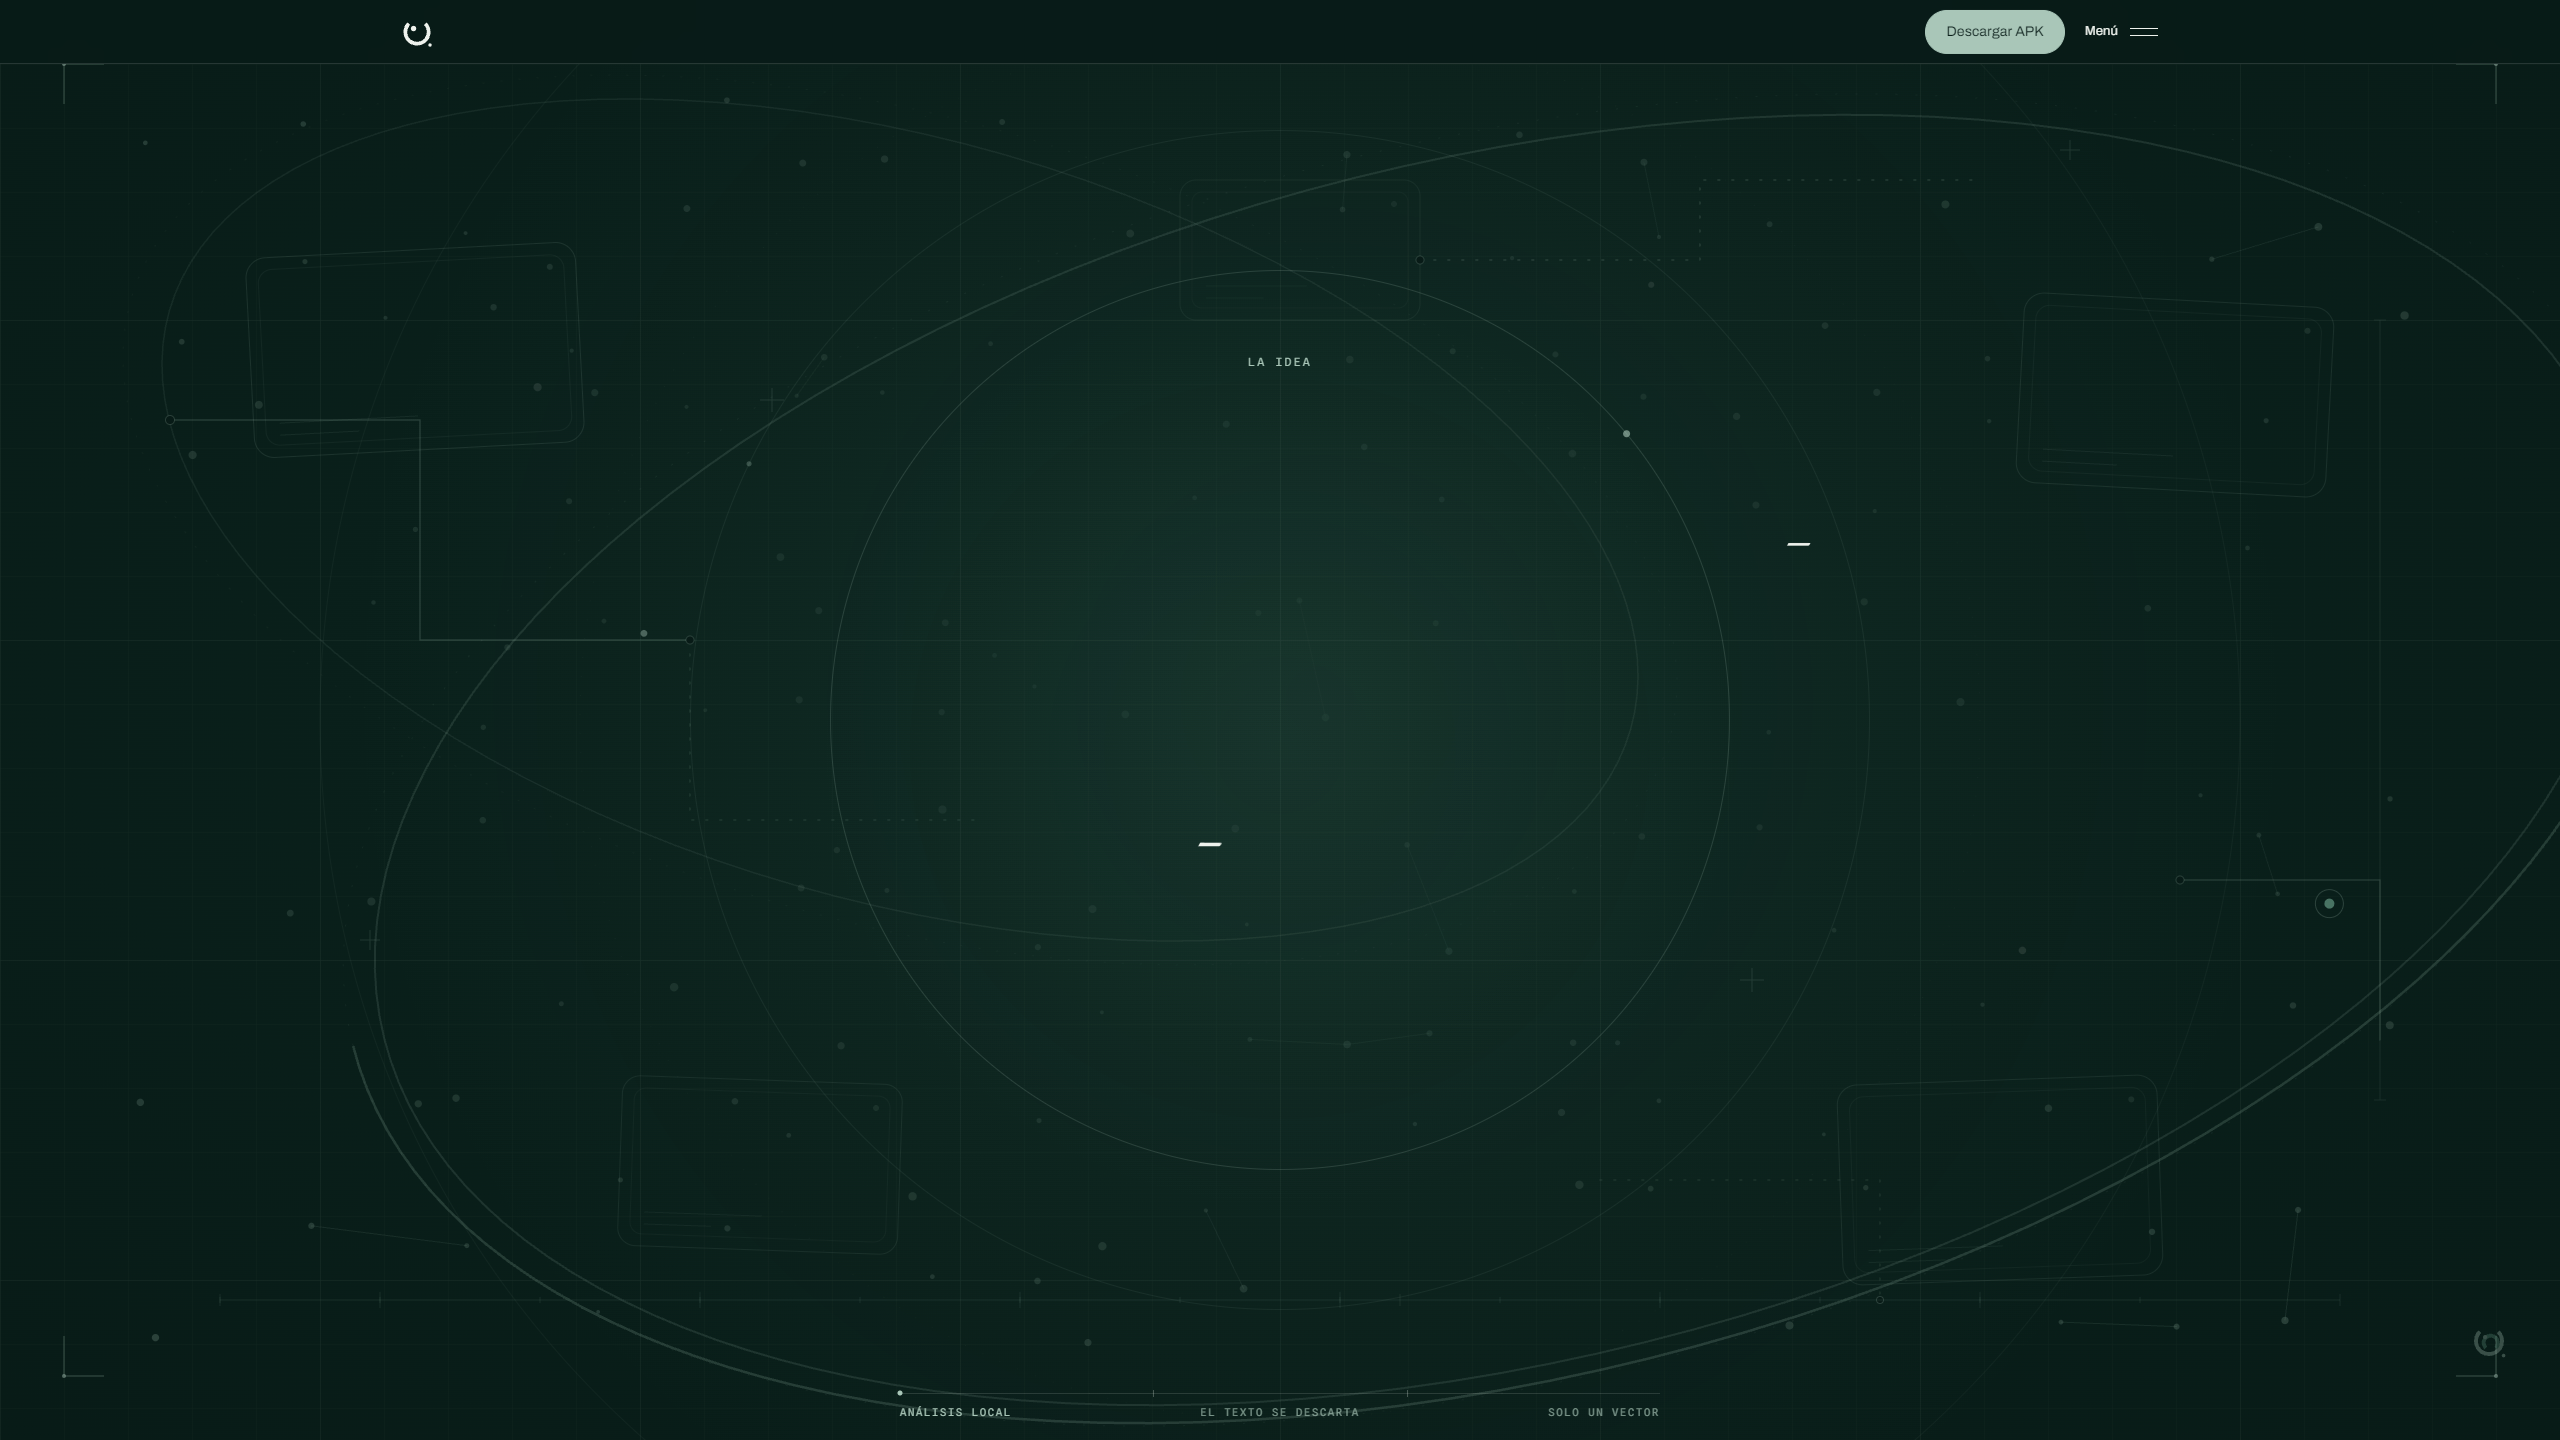 Descargar APK
Menú
LA IDEA
ANÁLISIS LOCAL
EL TEXTO SE DESCARTA
SOLO UN VECTOR